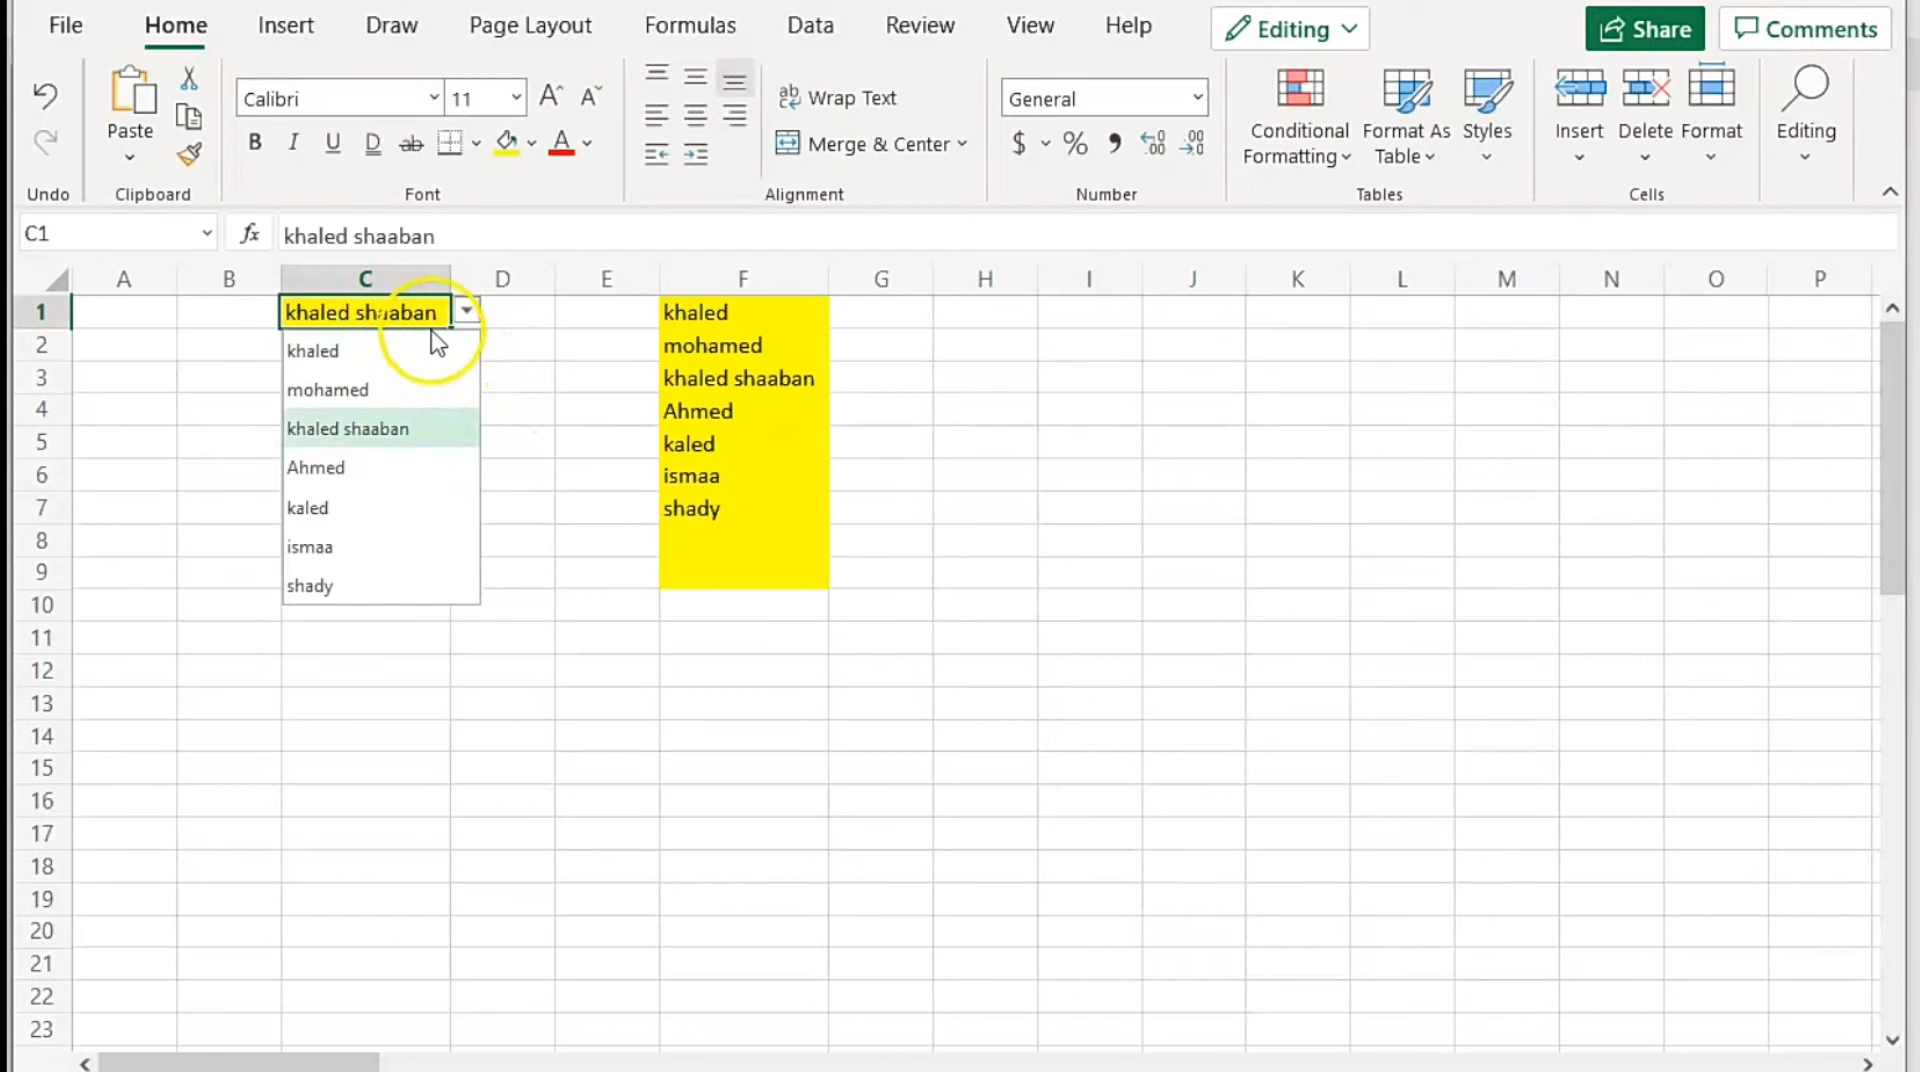 File Home Insert Draw Page Layout Formulas Data Review View Help Editing Share Comments
Paste
Calibri 11
B I U D ab
ab Wrap Text
Merge & Center
General
$ % , .00 .00
Conditional Formatting
Format As Table
Styles
Insert Delete Format
Editing
Undo Clipboard Font Alignment Number Tables Cells
C1 fx khaled shaaban
A B C D E F G H I J K L M N O P
1 khaled shaaban khaled
2 mohamed
3 khaled shaaban
4 Ahmed
5 kaled
6 ismaa
7 shady
8
9
10
11
12
13
14
15
16
17
18
19
20
21
22
23
khaled
mohamed
khaled shaaban
Ahmed
kaled
ismaa
shady